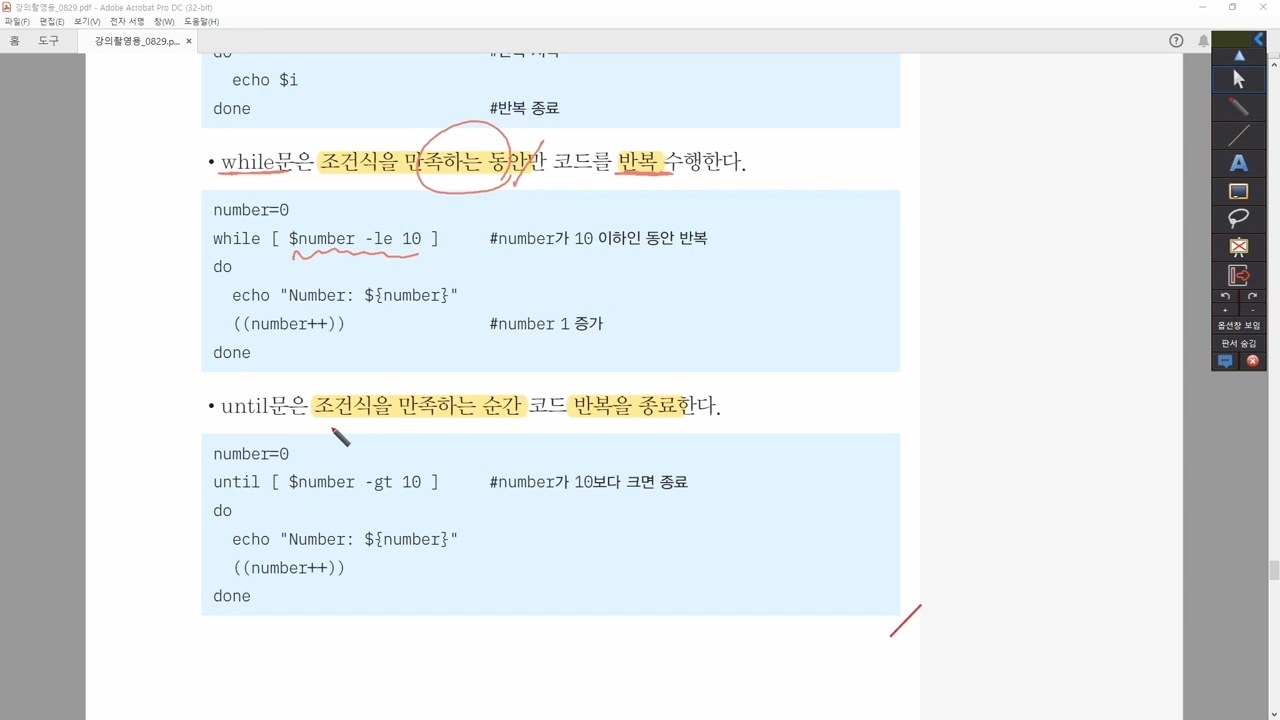 강의촬영용_0829.pdf - Adobe Acrobat Pro DC (32-bit)
파일(F) 편집(E) 보기(V) 전자 서명 창(W) 도움말(H)
홈 도구 강의촬영용_0829.p... ×
do
echo $i
done #반복 종료
• while문은 조건식을 만족하는 동안만 코드를 반복 수행한다.
number=0
while [ $number -le 10 ] #number가 10 이하인 동안 반복
do
echo "Number: ${number}"
((number++)) #number 1 증가
done
• until문은 조건식을 만족하는 순간 코드 반복을 종료한다.
number=0
until [ $number -gt 10 ] #number가 10보다 크면 종료
do
echo "Number: ${number}"
((number++))
done
옵션창 보임
판서 숨김